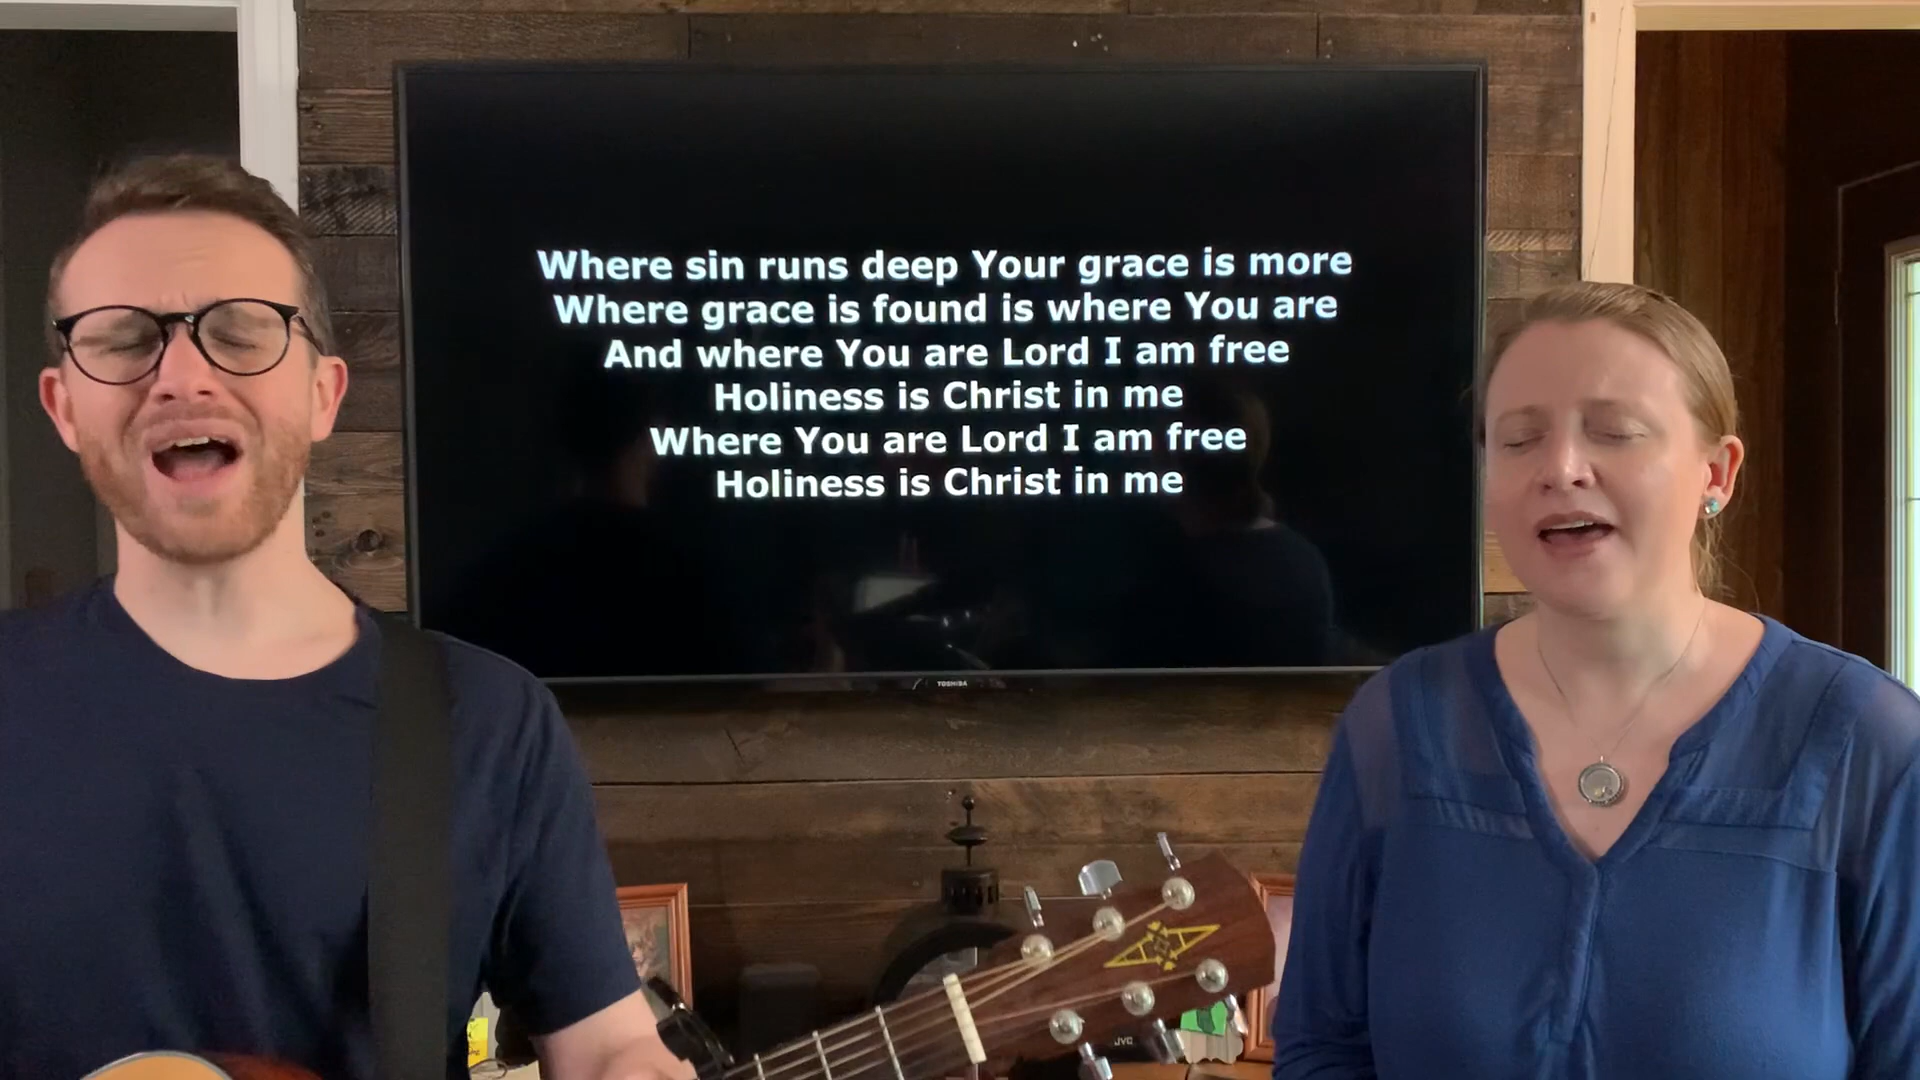 Where sin runs deep Your grace is more
Where grace is found is where You are
And where You are Lord I am free
Holiness is Christ in me
Where You are Lord I am free
Holiness is Christ in me
TOSHIBA
JVC